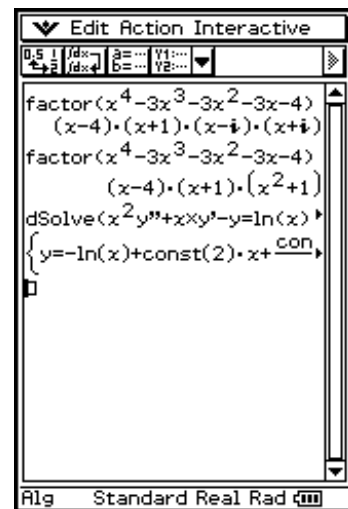 Edit Action Interactive
factor(x⁴-3x³-3x²-3x-4)
(x-4)·(x+1)·(x-i)·(x+i)
factor(x⁴-3x³-3x²-3x-4)
(x-4)·(x+1)·(x²+1)
dSolve(x²y''+x×y'-y=ln(x)
{y=-ln(x)+const(2)·x+con
Alg Standard Real Rad